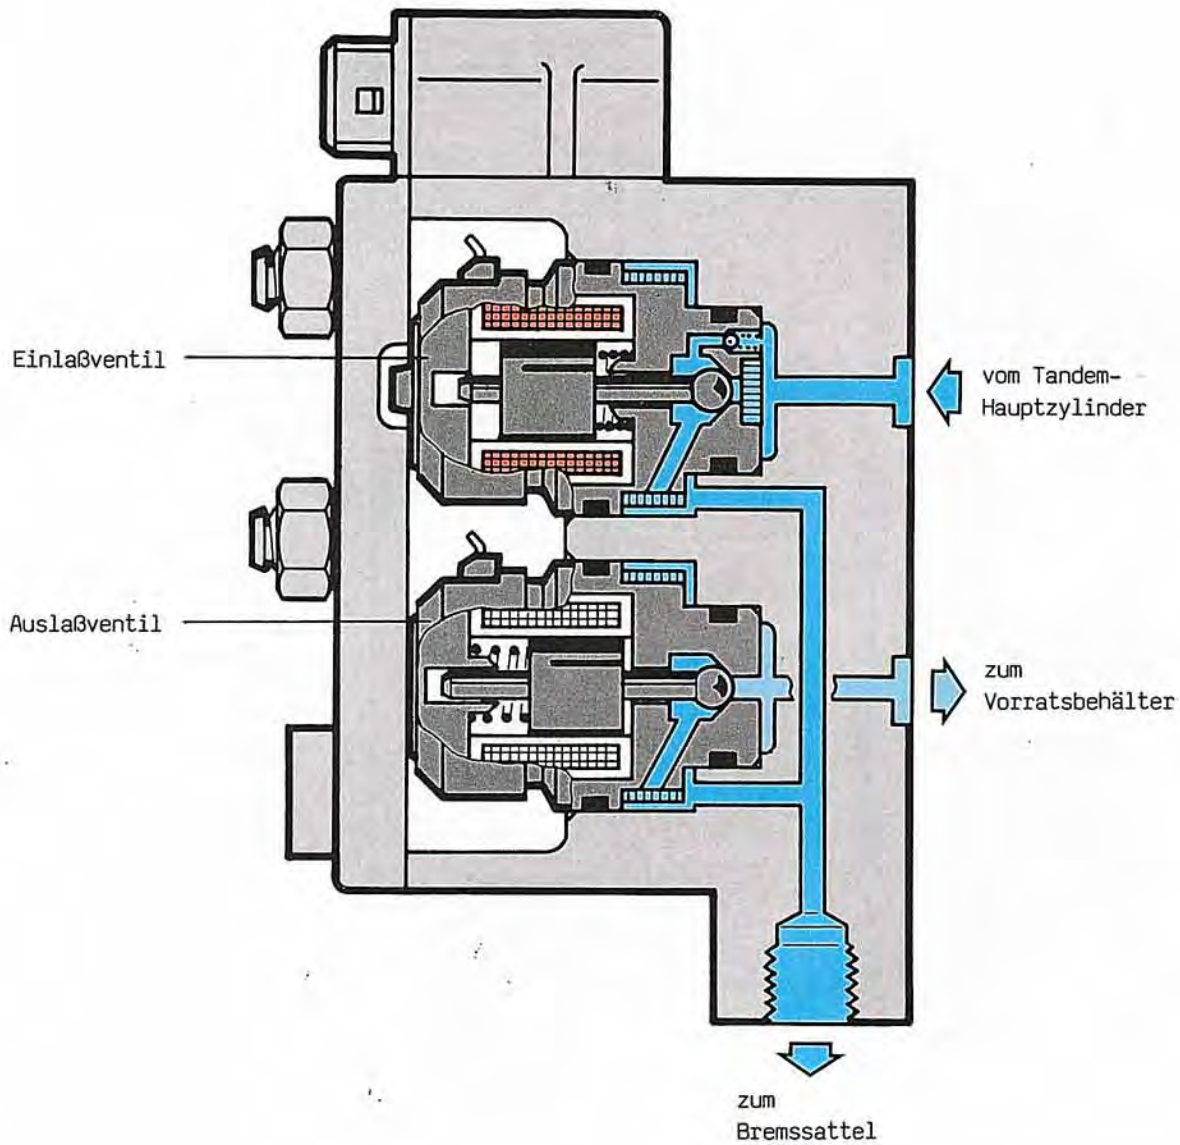 Einlaßventil
vom Tandem-
Hauptzylinder
Auslaßventil
zum
Vorratsbehälter
zum
Bremssattel